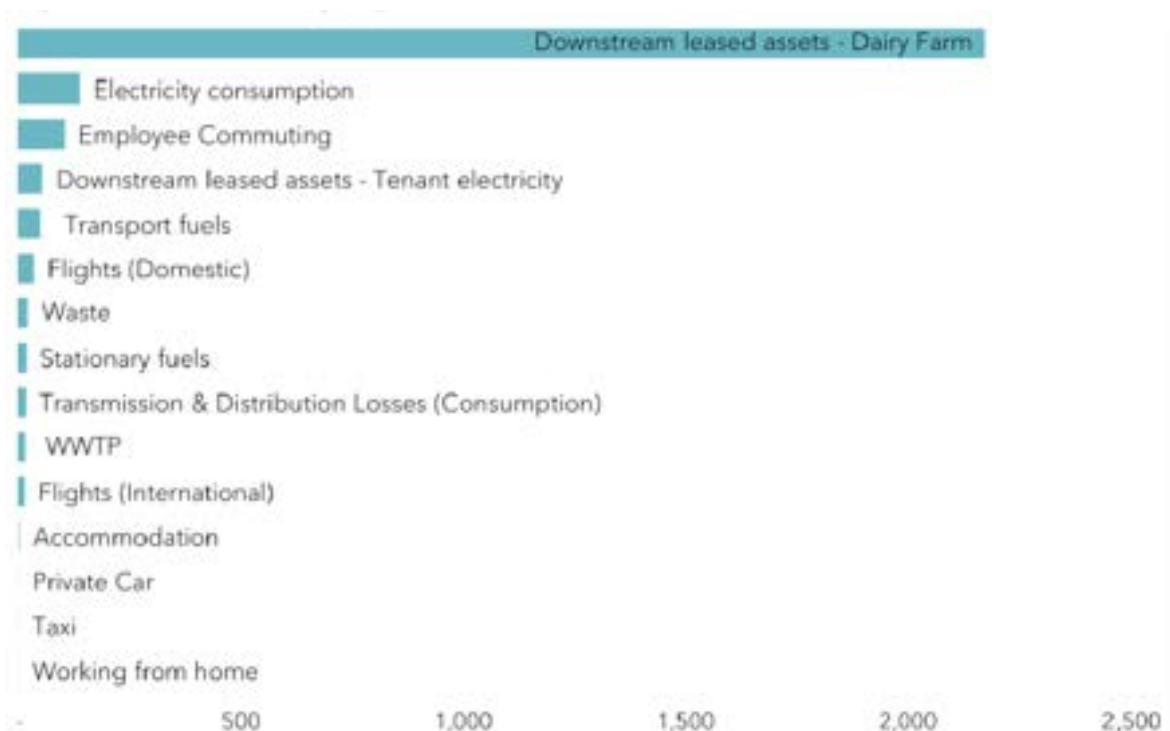 Downstream leased assets - Dairy Farm
Electricity consumption
Employee Commuting
Downstream leased assets - Tenant electricity
Transport fuels
Flights (Domestic)
Waste
Stationary fuels
Transmission & Distribution Losses (Consumption)
WWTP
Flights (International)
Accommodation
Private Car
Taxi
Working from home
- 500 1,000 1,500 2,000 2,500